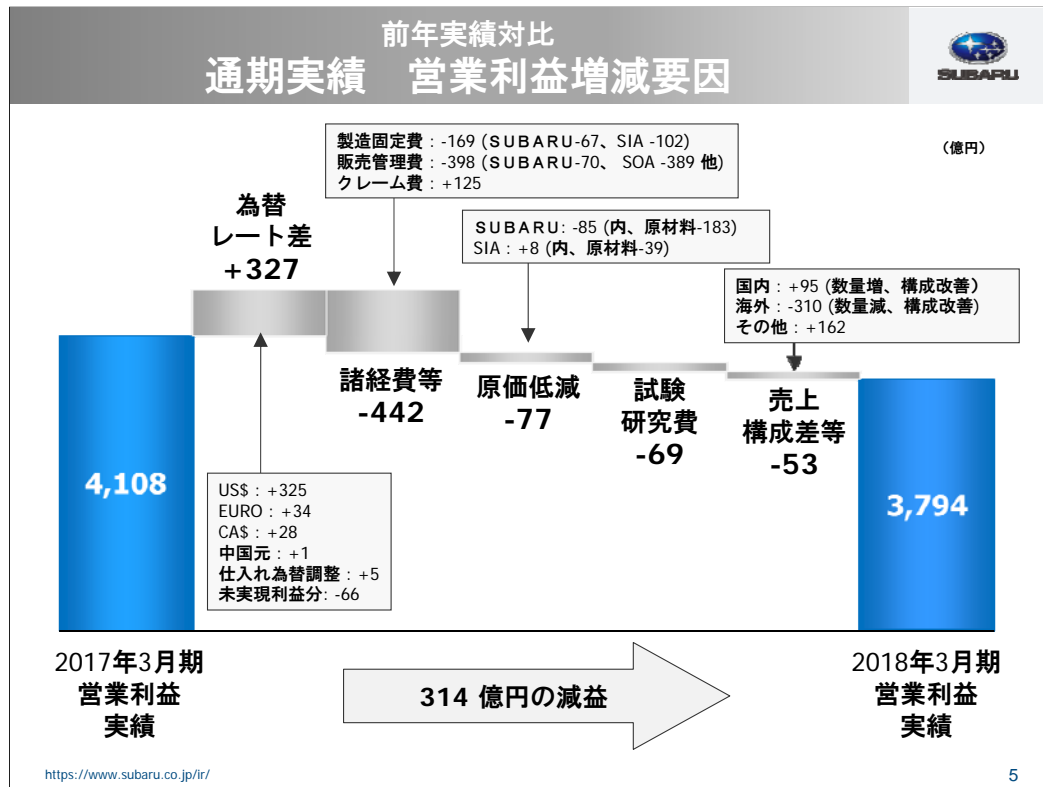 前年実績対比
通期実績 営業利益増減要因
SUBARU
(億円)
製造固定費 : -169 (SUBARU-67、SIA -102)
販売管理費 : -398 (SUBARU-70、 SOA -389 他)
クレーム費 : +125
為替
レート差
+327
SUBARU: -85 (内、原材料-183)
SIA : +8 (内、原材料-39)
国内 : +95 (数量増、構成改善)
海外 : -310 (数量減、構成改善)
その他 : +162
諸経費等
-442
原価低減
-77
試験
研究費
-69
売上
構成差等
-53
4,108
US$ : +325
EURO : +34
CA$ : +28
中国元 : +1
仕入れ為替調整 : +5
未実現利益分: -66
3,794
2017年3月期
営業利益
実績
314 億円の減益
2018年3月期
営業利益
実績
https://www.subaru.co.jp/ir/
5